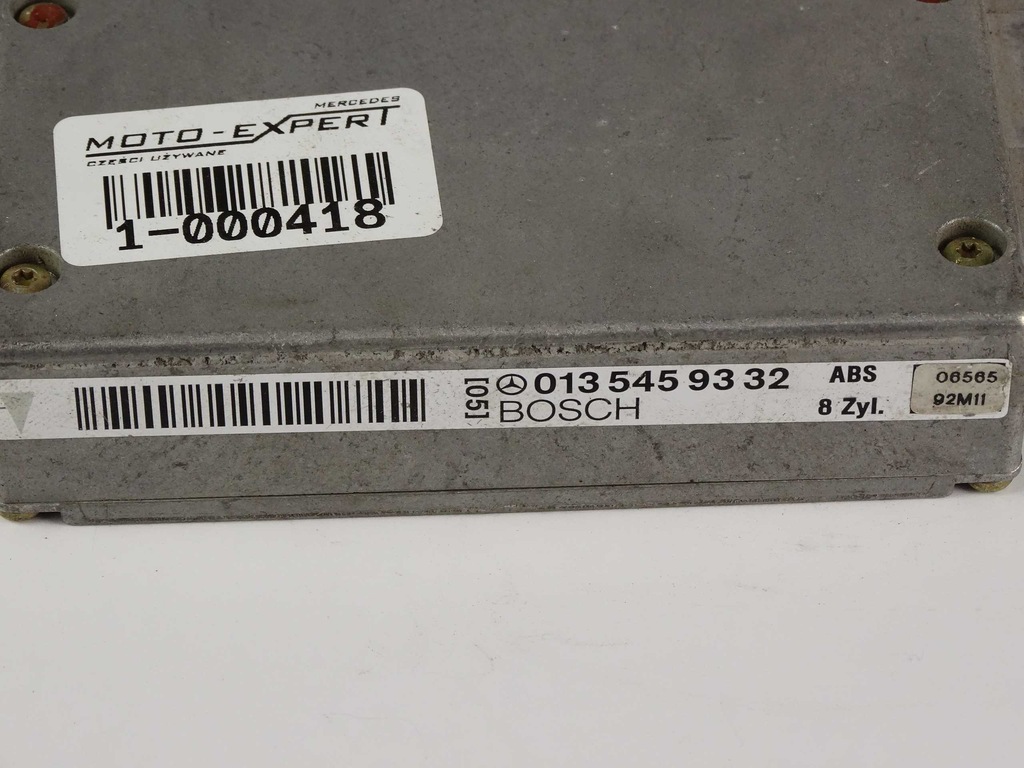 MERCEDES
MOTO-EXPERT
CZĘŚCI UŻYWANE
1-000418
[05] 013 545 93 32 ABS 06565
BOSCH 8 Zyl. 92M11